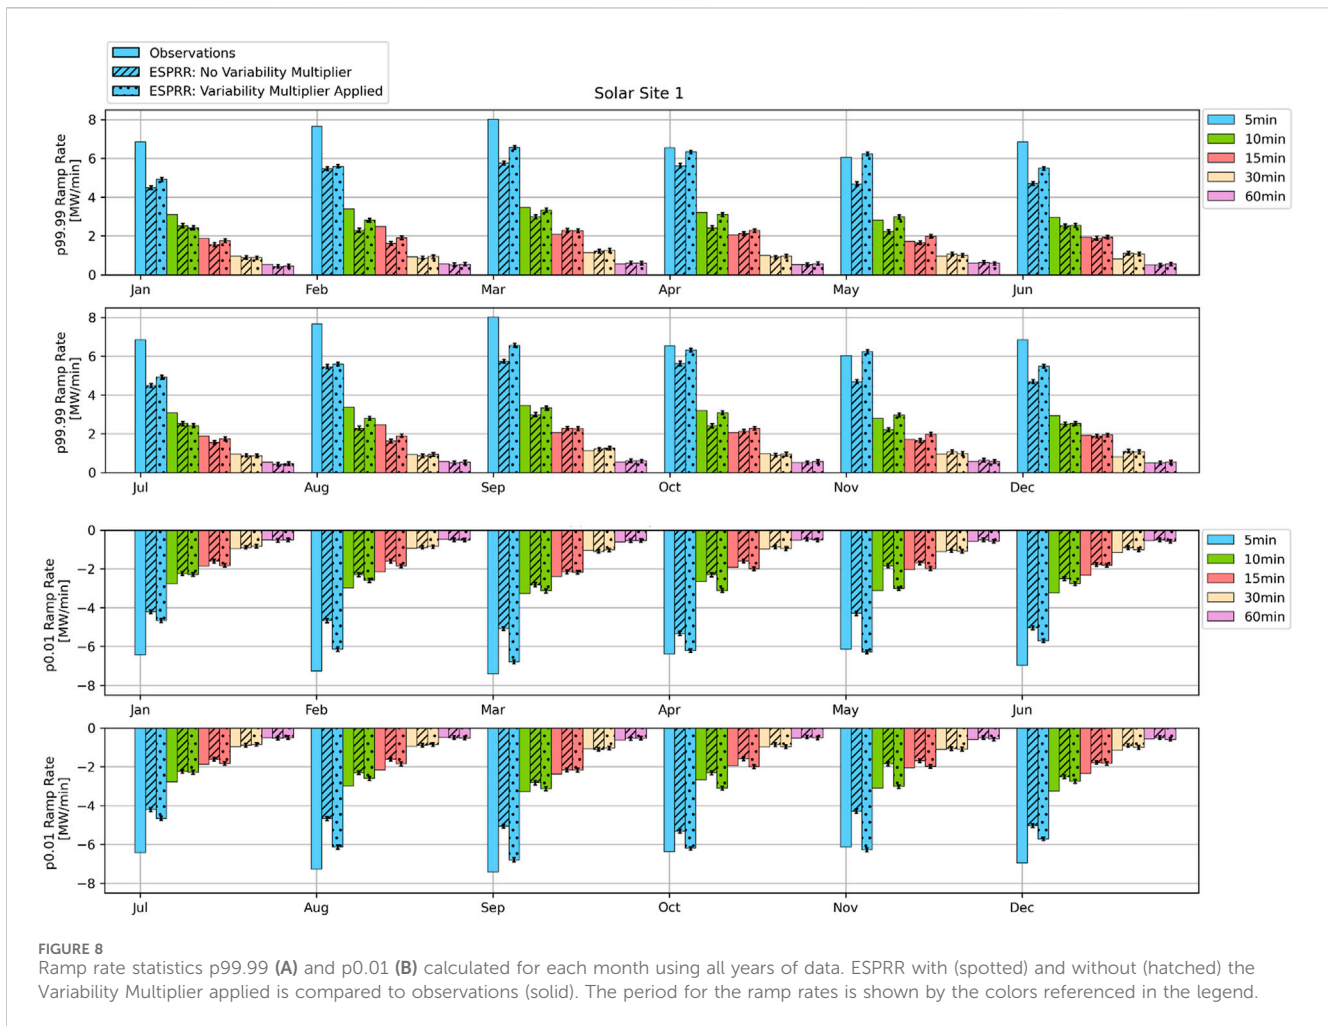 Observations
ESPRR: No Variability Multiplier
ESPRR: Variability Multiplier Applied
Solar Site 1
p99.99 Ramp Rate
[MW/min]
8
6
4
2
0
Jan Feb Mar Apr May Jun
5min
10min
15min
30min
60min
p99.99 Ramp Rate
[MW/min]
8
6
4
2
0
Jul Aug Sep Oct Nov Dec
p0.01 Ramp Rate
[MW/min]
0
−2
−4
−6
−8
Jan Feb Mar Apr May Jun
5min
10min
15min
30min
60min
p0.01 Ramp Rate
[MW/min]
0
−2
−4
−6
−8
Jul Aug Sep Oct Nov Dec
FIGURE 8
Ramp rate statistics p99.99 (A) and p0.01 (B) calculated for each month using all years of data. ESPRR with (spotted) and without (hatched) the
Variability Multiplier applied is compared to observations (solid). The period for the ramp rates is shown by the colors referenced in the legend.